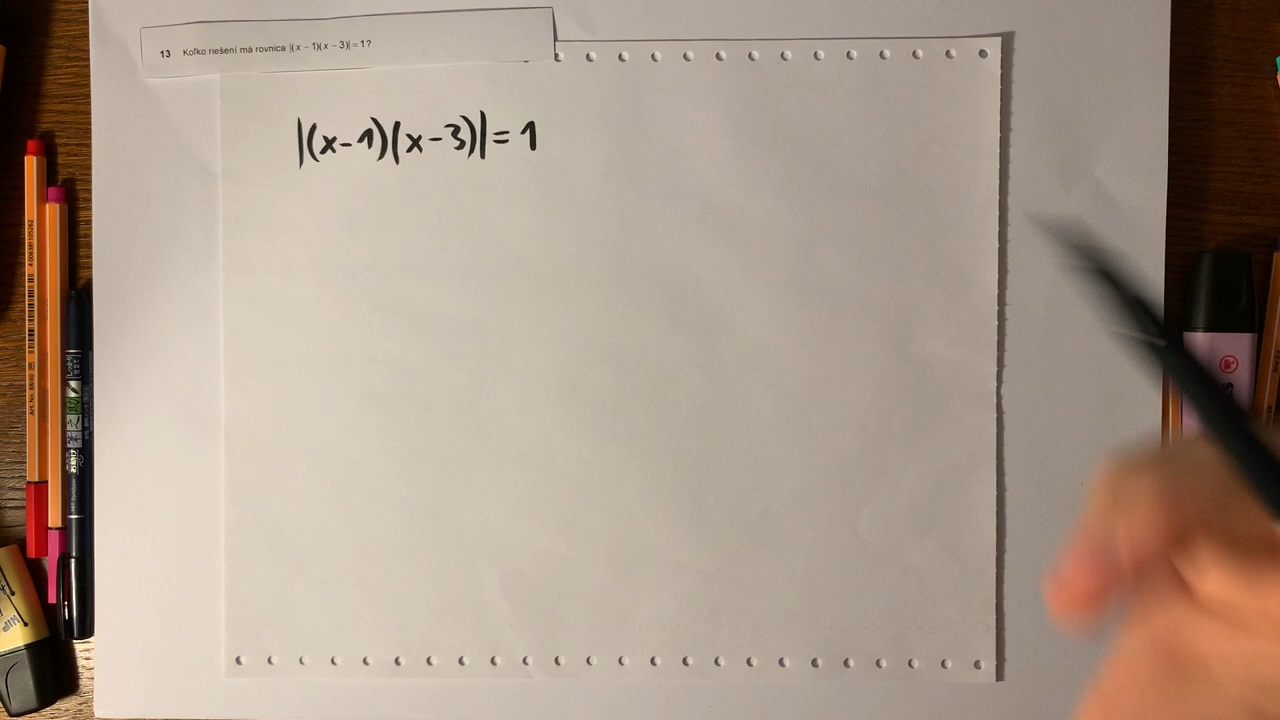 13 Koľko riešení má rovnica |(x − 1)(x − 3)| = 1?
|(x-1)(x-3)|=1